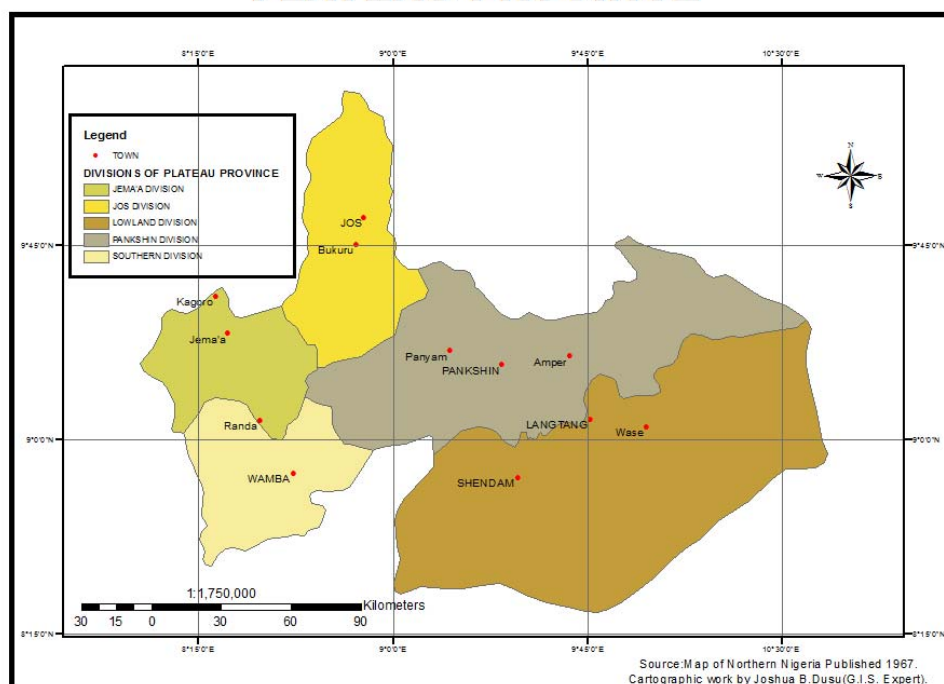 8°15'0"E
9°0'0"E
9°45'0"E
10°30'0"E
Legend
TOWN
DIVISIONS OF PLATEAU PROVINCE
JEMA'A DIVISION
JOS DIVISION
LOWLAND DIVISION
PANKSHIN DIVISION
SOUTHERN DIVISION
N
W
E
S
JOS
Bukuru
9°45'0"N
9°45'0"N
Kagoro
Jema'a
Panyam
PANKSHIN
Amper
Randa
LANGTANG
Wase
9°0'0"N
9°0'0"N
WAMBA
SHENDAM
1:1,750,000
Kilometers
30 15 0 30 60 90
8°15'0"N
8°15'0"N
8°15'0"E
9°0'0"E
9°45'0"E
10°30'0"E
Source:Map of Northern Nigeria Published 1967.
Cartographic work by Joshua B.Dusu(G.I.S. Expert).